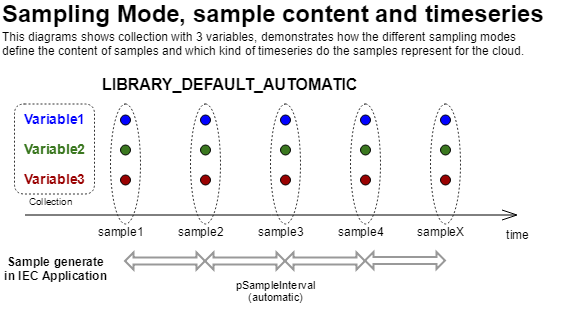 Sampling Mode, sample content and timeseries
This diagrams shows collection with 3 variables, demonstrates how the different sampling modes
define the content of samples and which kind of timeseries do the samples represent for the cloud.
LIBRARY_DEFAULT_AUTOMATIC
Variable1
Variable2
Variable3
Collection
sample1 sample2 sample3 sample4 sampleX time
Sample generate
in IEC Application
pSampleInterval
(automatic)